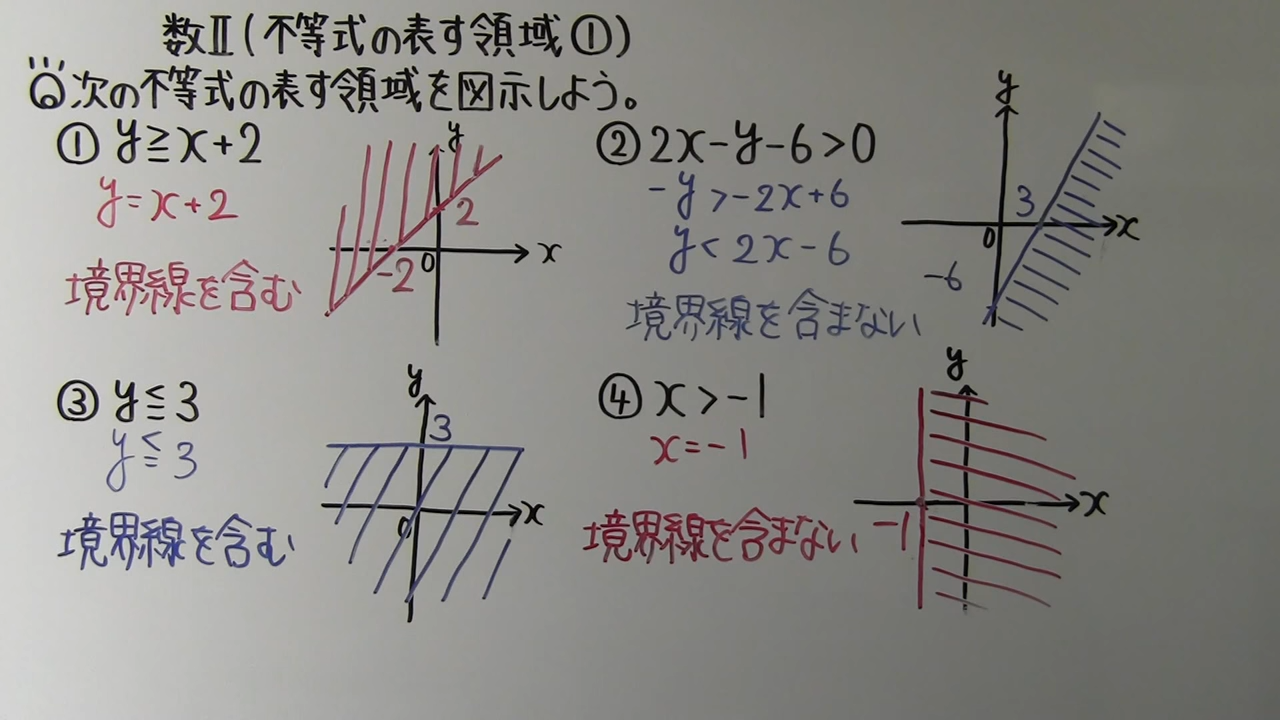 数Ⅱ(不等式の表す領域①)
Q次の不等式の表す領域を図示しよう。
① y≧x+2
y=x+2
境界線を含む
y
2
x
-2
0
② 2x-y-6>0
-y>-2x+6
y<2x-6
境界線を含まない
y
3
x
0
-6
③ y≦3
y≦3
境界線を含む
y
3
x
0
④ x>-1
x=-1
境界線を含まない
y
x
-1